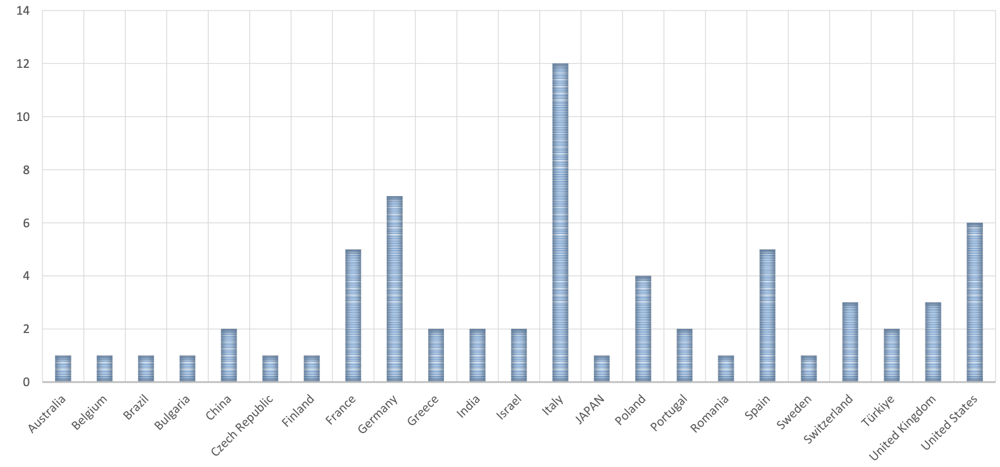 14
12
10
8
6
4
2
0
Australia
Belgium
Brazil
Bulgaria
China
Czech Republic
Finland
France
Germany
Greece
India
Israel
Italy
JAPAN
Poland
Portugal
Romania
Spain
Sweden
Switzerland
Türkiye
United Kingdom
United States